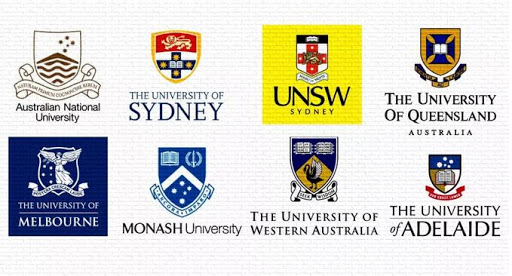 Australian National
University
THE UNIVERSITY OF
SYDNEY
UNSW
SYDNEY
THE UNIVERSITY
OF QUEENSLAND
AUSTRALIA
THE UNIVERSITY OF
MELBOURNE
MONASH University
THE UNIVERSITY OF
WESTERN AUSTRALIA
THE UNIVERSITY
of ADELAIDE